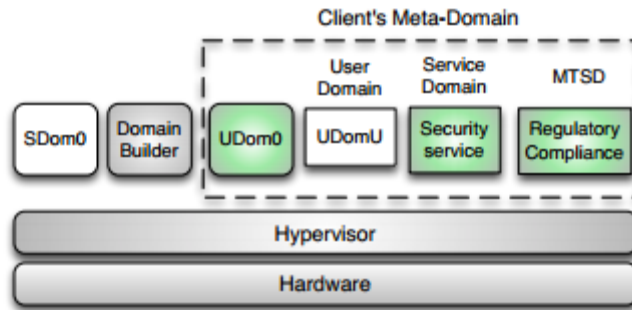 Client's Meta-Domain
User
Domain
Service
Domain
MTSD
SDom0
Domain
Builder
UDom0
UDomU
Security
service
Regulatory
Compliance
Hypervisor
Hardware